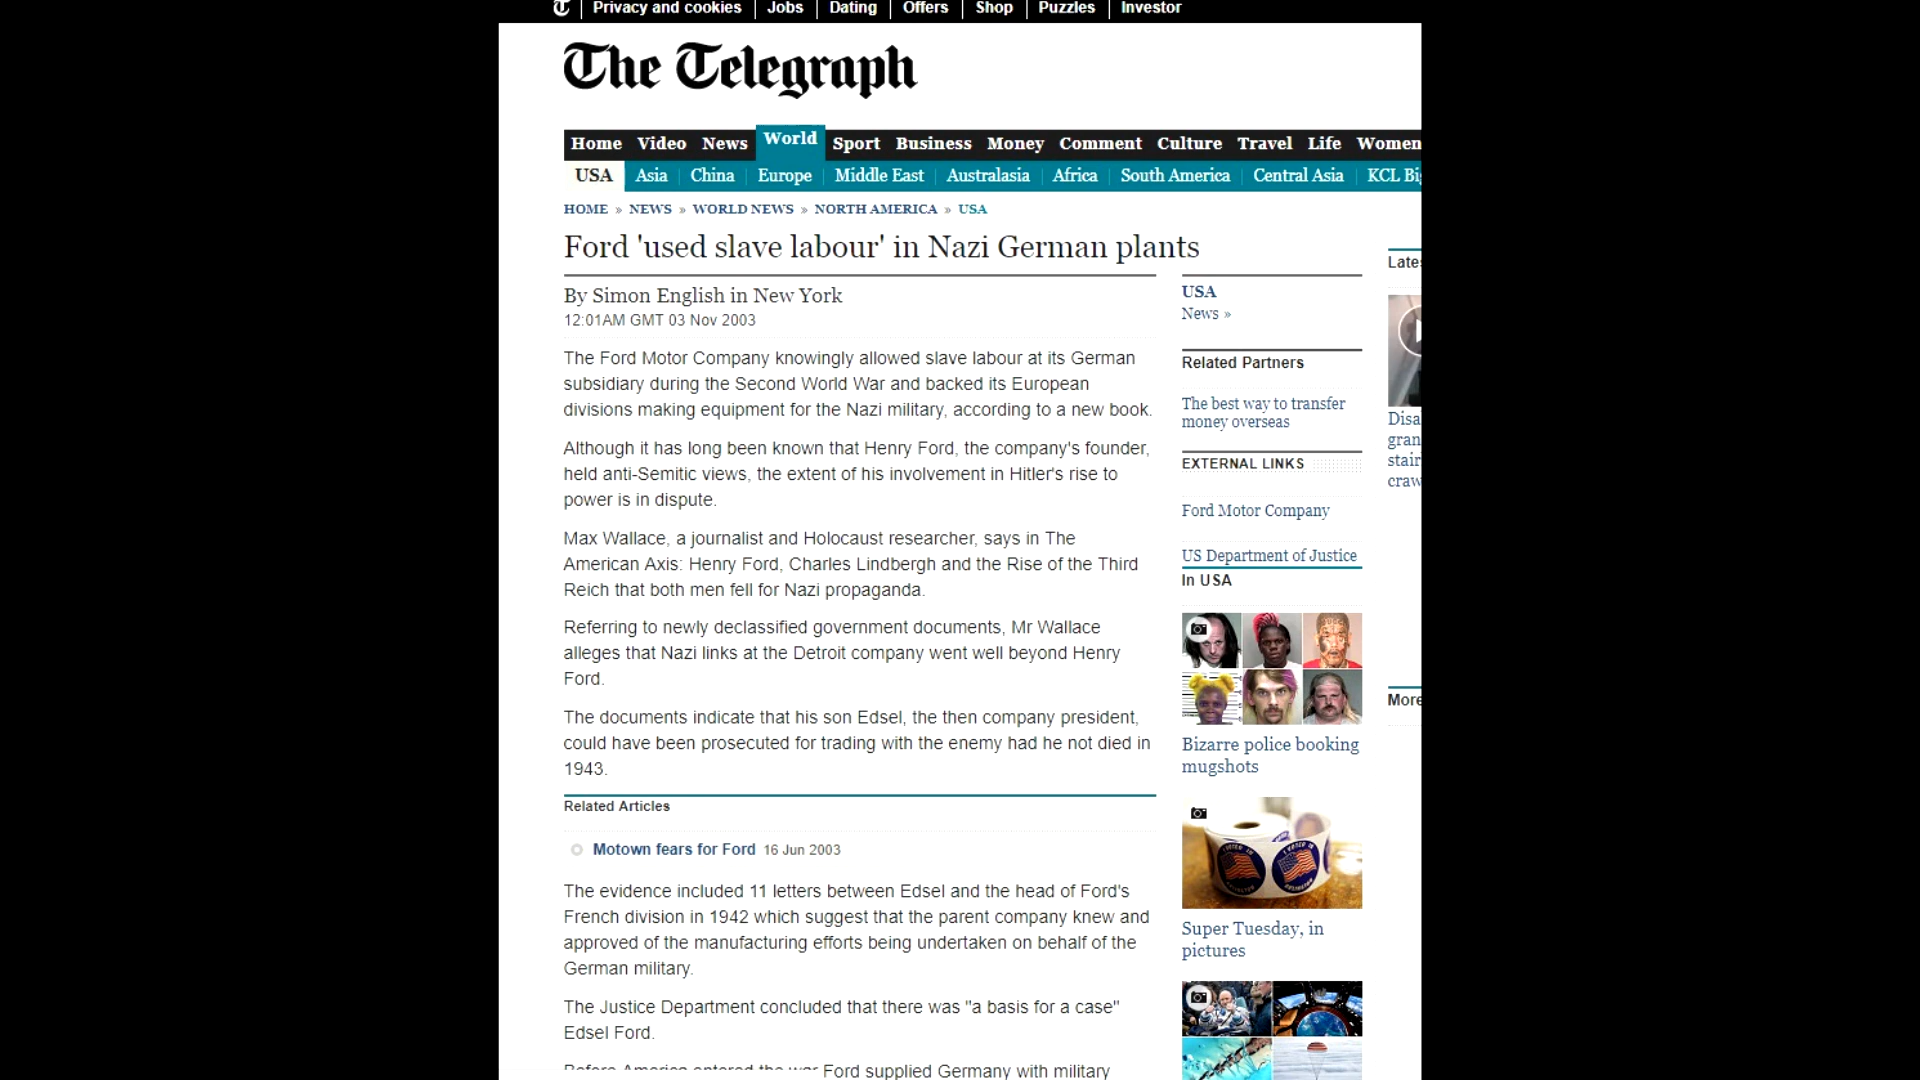 Privacy and cookies
Jobs
Dating
Offers
Shop
Puzzles
Investor
The Telegraph
Home
Video
News
World
Sport
Business
Money
Comment
Culture
Travel
Life
Women
USA
Asia
China
Europe
Middle East
Australasia
Africa
South America
Central Asia
KCL
HOME » NEWS » WORLD NEWS » NORTH AMERICA » USA
Ford 'used slave labour' in Nazi German plants
By Simon English in New York
12:01AM GMT 03 Nov 2003
The Ford Motor Company knowingly allowed slave labour at its German
subsidiary during the Second World War and backed its European
divisions making equipment for the Nazi military, according to a new book.
Although it has long been known that Henry Ford, the company's founder,
held anti-Semitic views, the extent of his involvement in Hitler's rise to
power is in dispute.
Max Wallace, a journalist and Holocaust researcher, says in The
American Axis: Henry Ford, Charles Lindbergh and the Rise of the Third
Reich that both men fell for Nazi propaganda.
Referring to newly declassified government documents, Mr Wallace
alleges that Nazi links at the Detroit company went well beyond Henry
Ford.
The documents indicate that his son Edsel, the then company president,
could have been prosecuted for trading with the enemy had he not died in
1943.
Related Articles
Motown fears for Ford 16 Jun 2003
The evidence included 11 letters between Edsel and the head of Ford's
French division in 1942 which suggest that the parent company knew and
approved of the manufacturing efforts being undertaken on behalf of the
German military.
The Justice Department concluded that there was "a basis for a case"
Edsel Ford.
Before America entered the war Ford supplied Germany with military
USA
News »
Related Partners
The best way to transfer
money overseas
EXTERNAL LINKS
Ford Motor Company
US Department of Justice
In USA
Bizarre police booking
mugshots
Super Tuesday, in
pictures
More